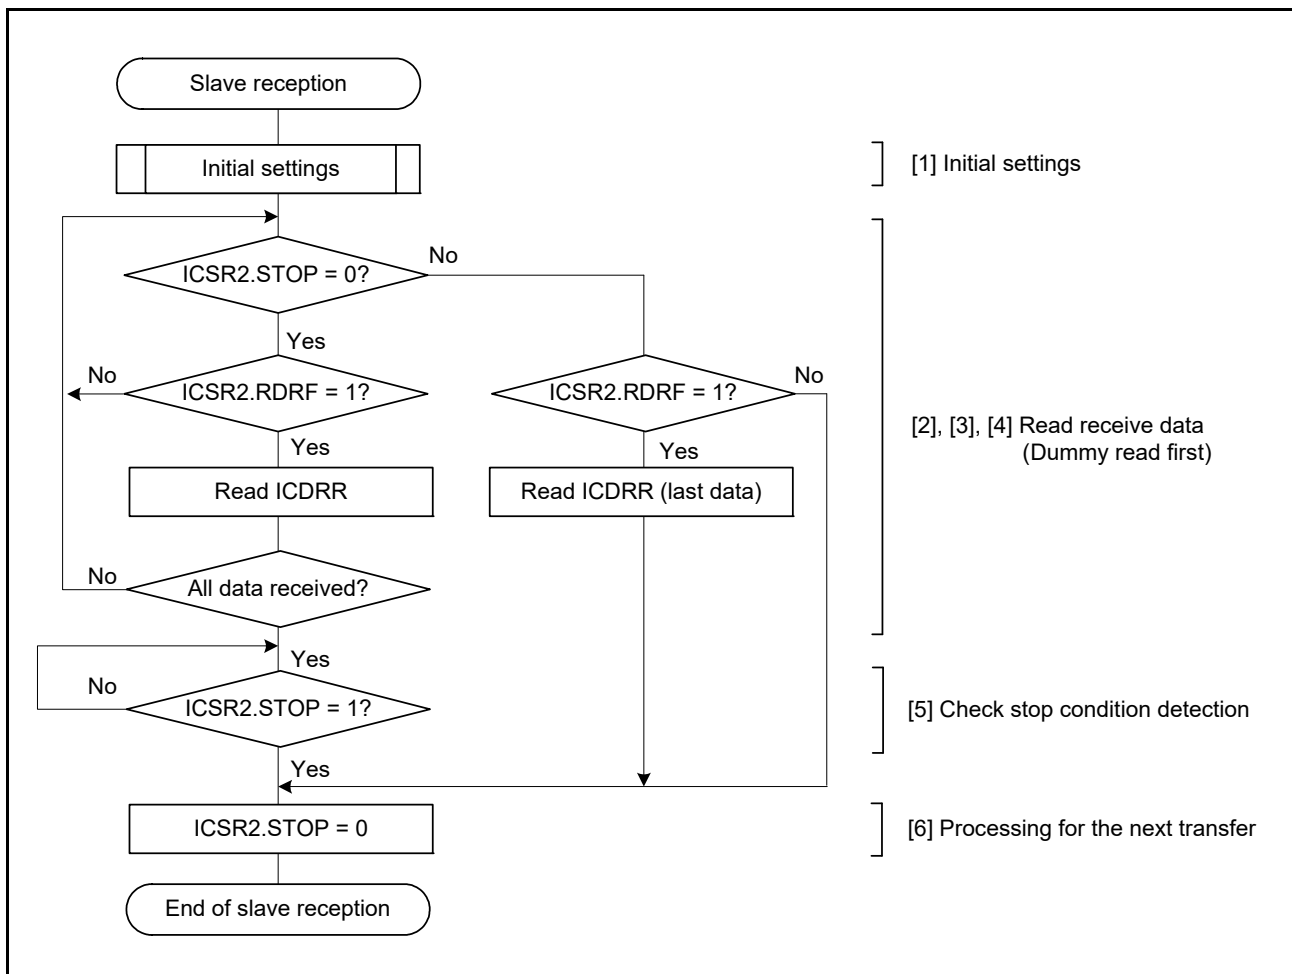 Slave reception
Initial settings
[1] Initial settings
ICSR2.STOP = 0?
No
Yes
ICSR2.RDRF = 1?
No
Yes
ICSR2.RDRF = 1?
No
Yes
[2], [3], [4] Read receive data
(Dummy read first)
Read ICDRR
Read ICDRR (last data)
All data received?
No
Yes
ICSR2.STOP = 1?
No
Yes
[5] Check stop condition detection
ICSR2.STOP = 0
[6] Processing for the next transfer
End of slave reception